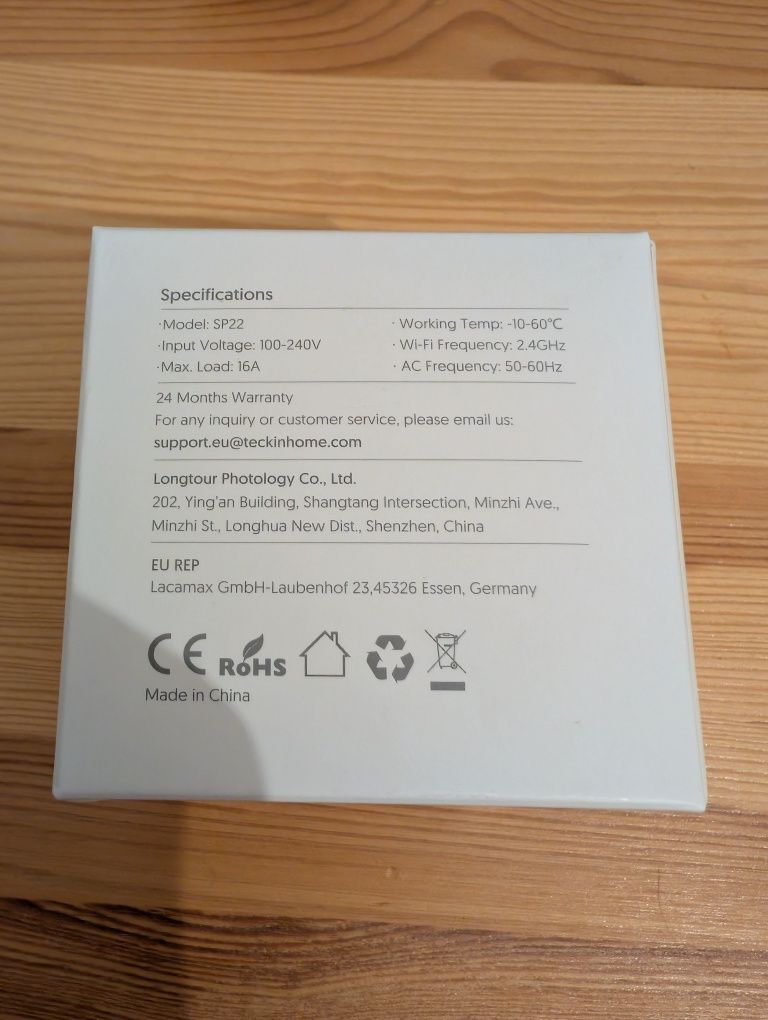 Specifications
·Model: SP22
· Working Temp: -10-60°C
·Input Voltage: 100-240V
· Wi-Fi Frequency: 2.4GHz
·Max. Load: 16A
· AC Frequency: 50-60Hz
24 Months Warranty
For any inquiry or customer service, please email us:
support.eu@teckinhome.com
Longtour Photology Co., Ltd.
202, Ying'an Building, Shangtang Intersection, Minzhi Ave.,
Minzhi St., Longhua New Dist., Shenzhen, China
EU REP
Lacamax GmbH-Laubenhof 23,45326 Essen, Germany
CE RoHS
Made in China